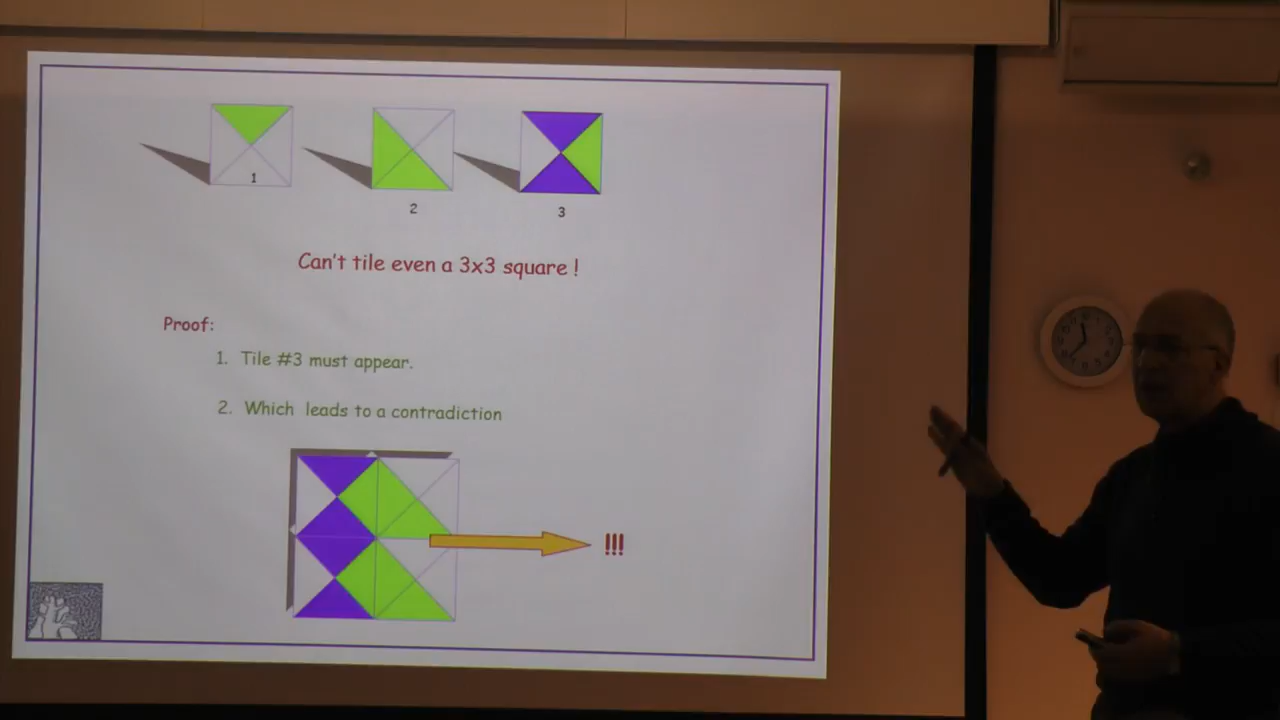 1
2
3
Can't tile even a 3x3 square !
Proof:
1. Tile #3 must appear.
2. Which leads to a contradiction
!!!